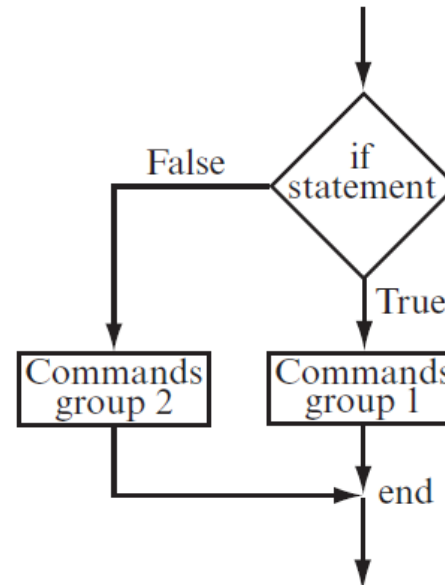 if
statement
False
True
Commands
group 2
Commands
group 1
end